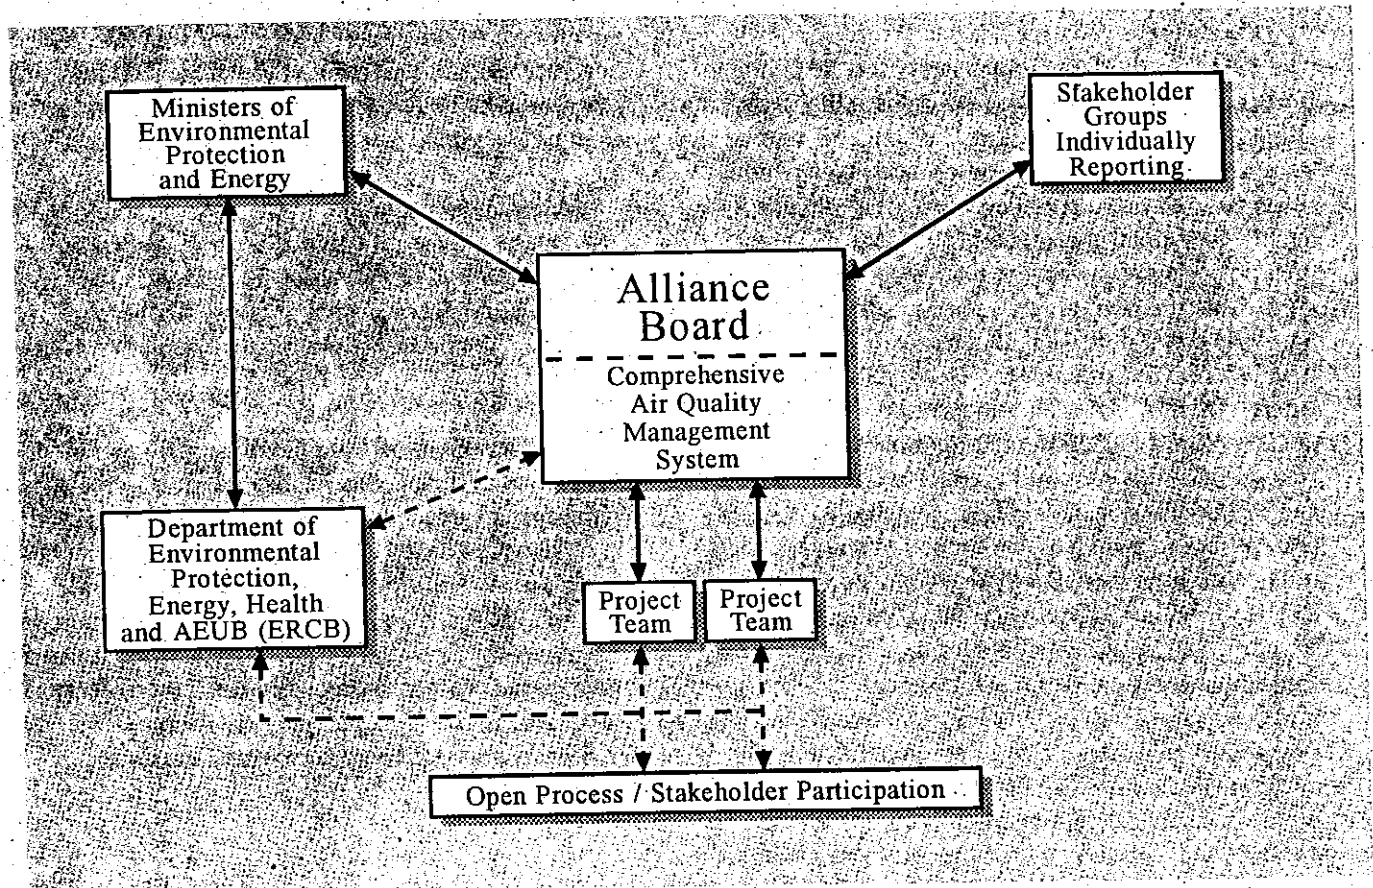 Ministers of
Environmental
Protection
and Energy
Stakeholder
Groups
Individually
Reporting
Alliance
Board
Comprehensive
Air Quality
Management
System
Department of
Environmental
Protection,
Energy, Health
and AEUB (ERCB)
Project
Team
Project
Team
Open Process / Stakeholder Participation